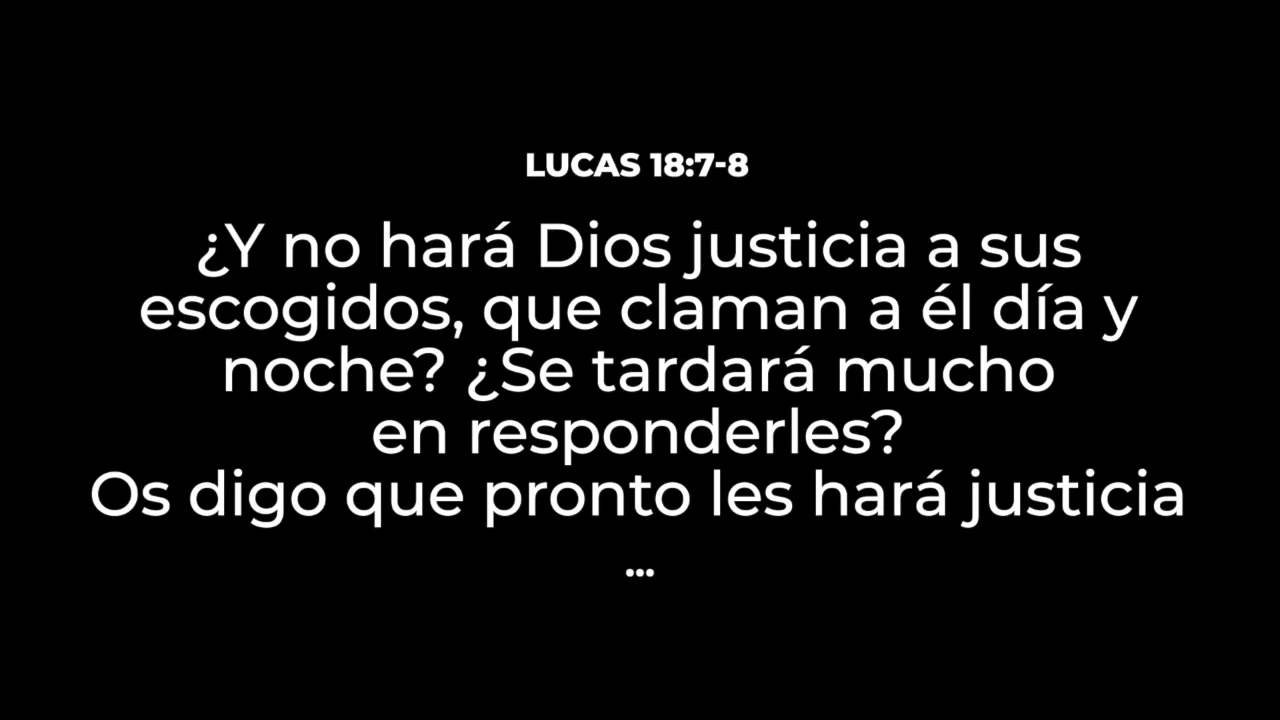 LUCAS 18:7-8
¿Y no hará Dios justicia a sus
escogidos, que claman a él día y
noche? ¿Se tardará mucho
en responderles?
Os digo que pronto les hará justicia
...